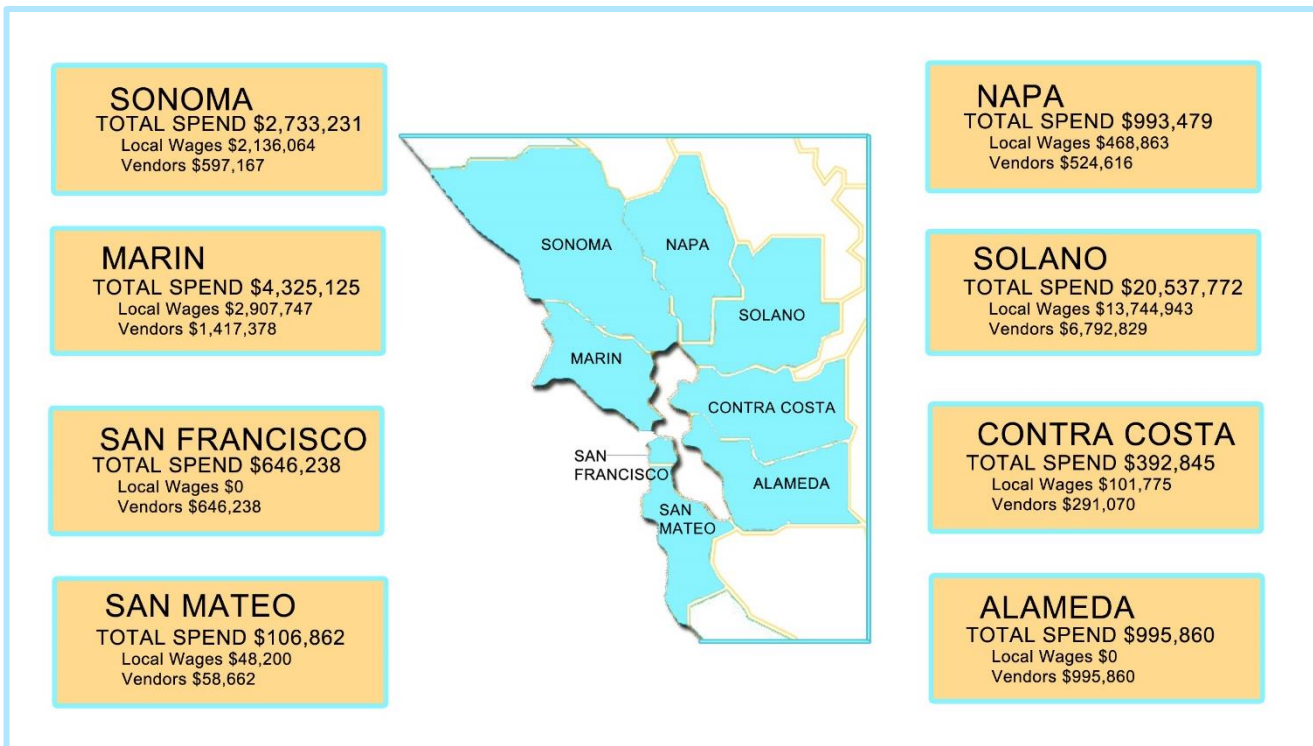 SONOMA
TOTAL SPEND $2,733,231
Local Wages $2,136,064
Vendors $597,167
MARIN
TOTAL SPEND $4,325,125
Local Wages $2,907,747
Vendors $1,417,378
SAN FRANCISCO
TOTAL SPEND $646,238
Local Wages $0
Vendors $646,238
SAN MATEO
TOTAL SPEND $106,862
Local Wages $48,200
Vendors $58,662
SONOMA
NAPA
SOLANO
MARIN
CONTRA COSTA
SAN
FRANCISCO
ALAMEDA
SAN
MATEO
NAPA
TOTAL SPEND $993,479
Local Wages $468,863
Vendors $524,616
SOLANO
TOTAL SPEND $20,537,772
Local Wages $13,744,943
Vendors $6,792,829
CONTRA COSTA
TOTAL SPEND $392,845
Local Wages $101,775
Vendors $291,070
ALAMEDA
TOTAL SPEND $995,860
Local Wages $0
Vendors $995,860